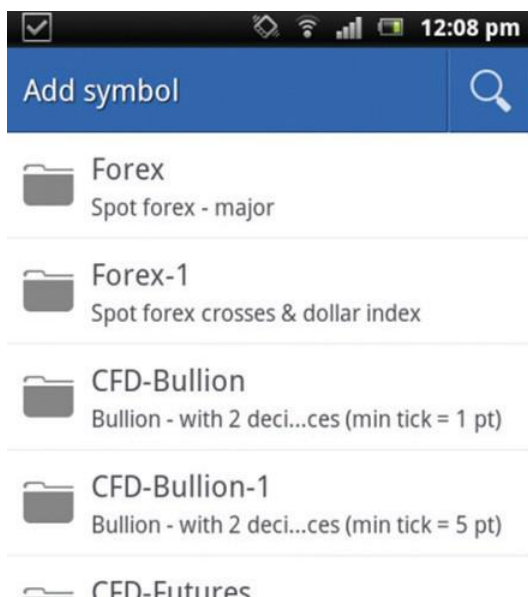 12:08 pm
Add symbol
Forex
Spot forex - major
Forex-1
Spot forex crosses & dollar index
CFD-Bullion
Bullion - with 2 deci...ces (min tick = 1 pt)
CFD-Bullion-1
Bullion - with 2 deci...ces (min tick = 5 pt)
CFD-Futures